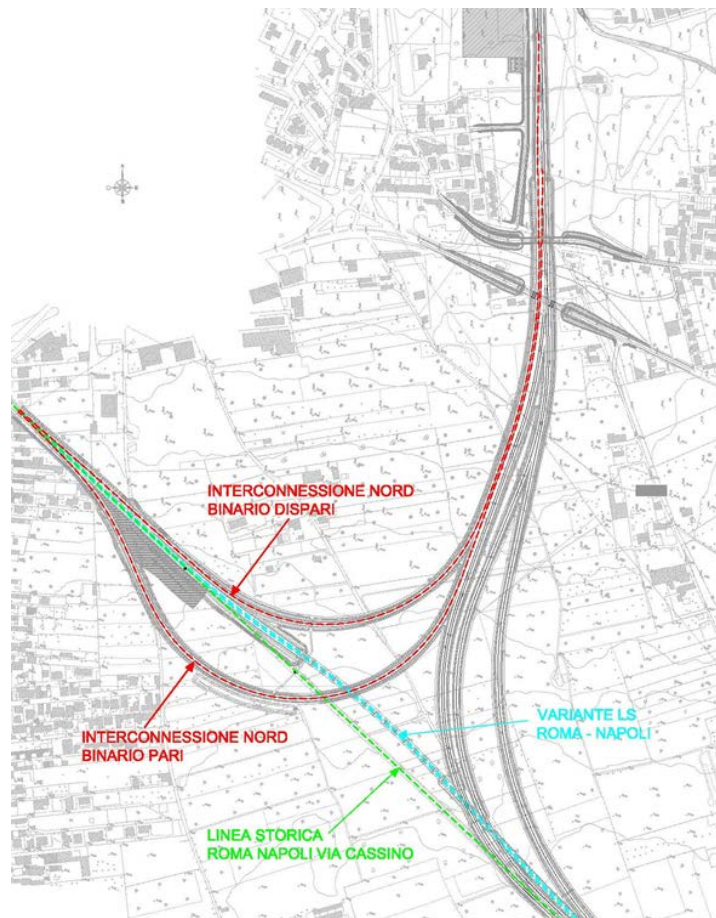 INTERCONNESSIONE NORD
BINARIO DISPARI
INTERCONNESSIONE NORD
BINARIO PARI
VARIANTE LS
ROMA - NAPOLI
LINEA STORICA
ROMA NAPOLI VIA CASSINO